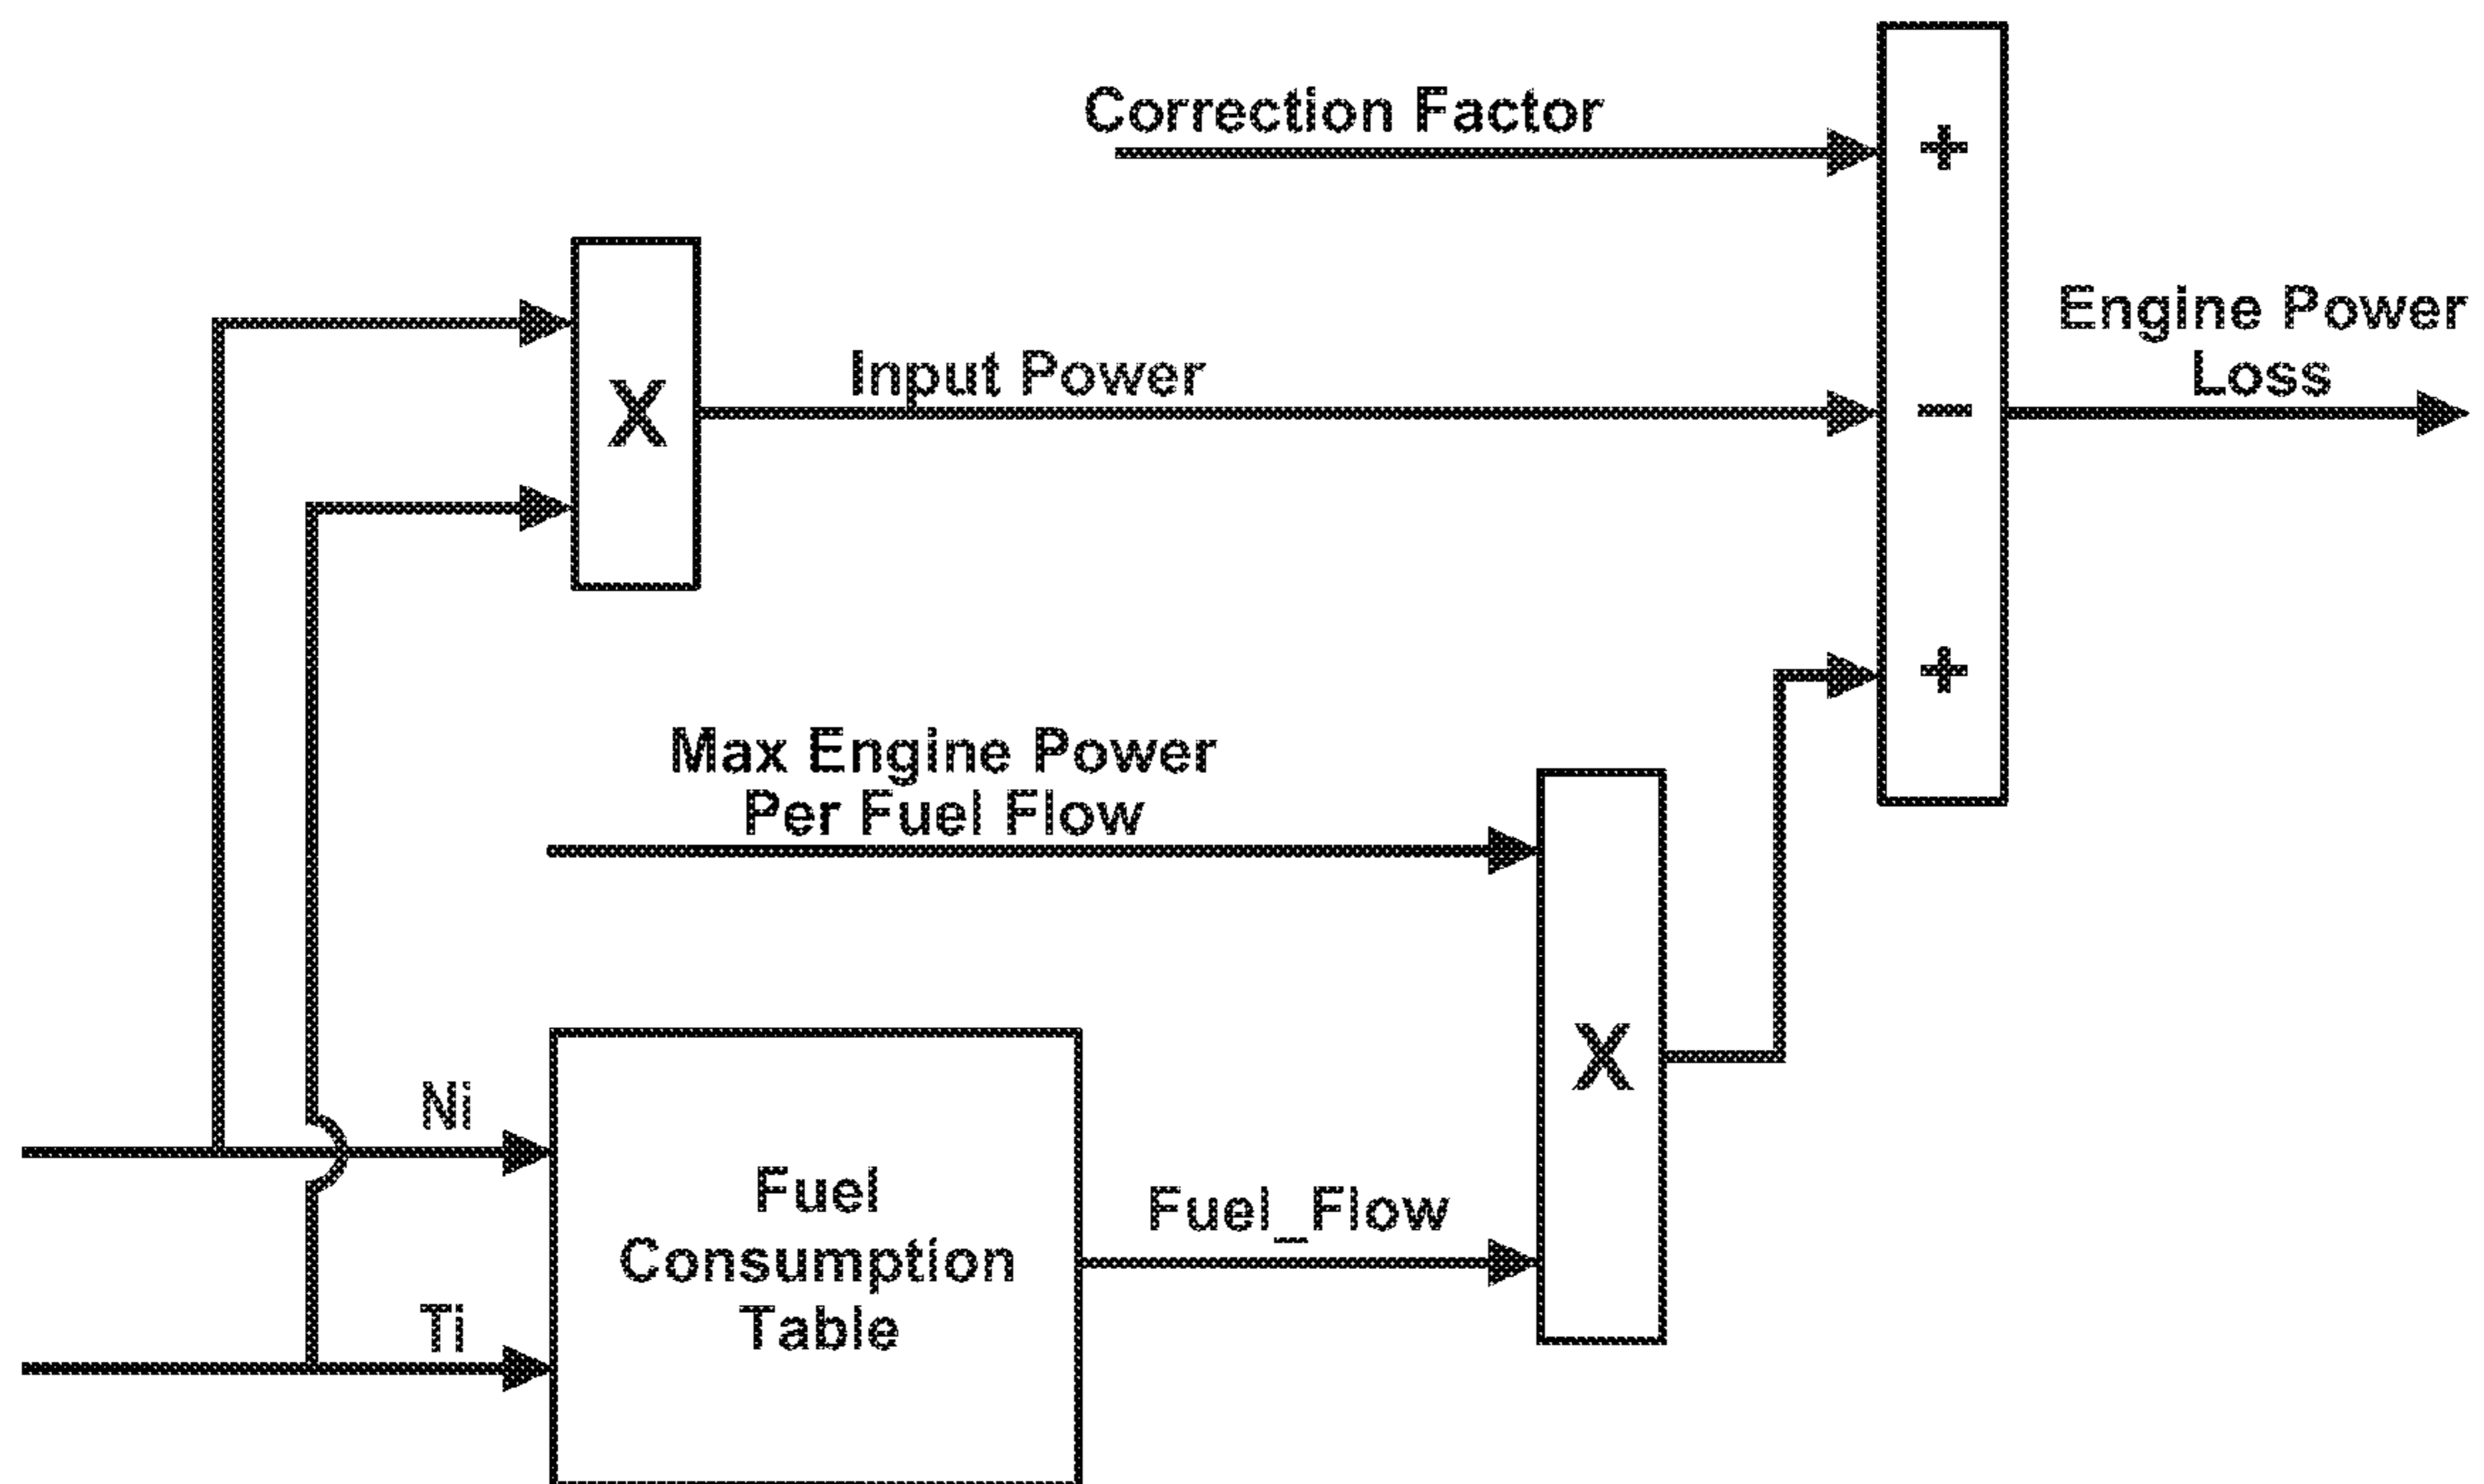 Correction Factor
+
Engine Power
Loss
X
Input Power
−
+
Max Engine Power
Per Fuel Flow
X
Ni
Fuel
Consumption
Table
Fuel_Flow
Ti